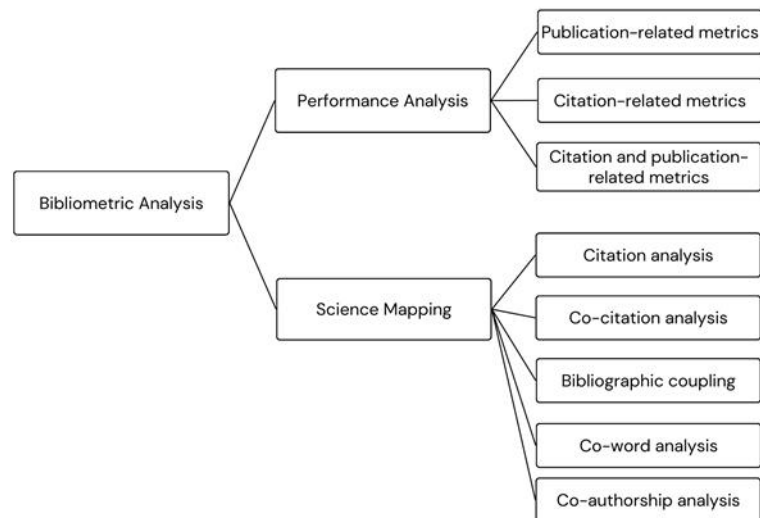 Publication-related metrics
Performance Analysis
Citation-related metrics
Citation and publication-
related metrics
Bibliometric Analysis
Citation analysis
Science Mapping
Co-citation analysis
Bibliographic coupling
Co-word analysis
Co-authorship analysis